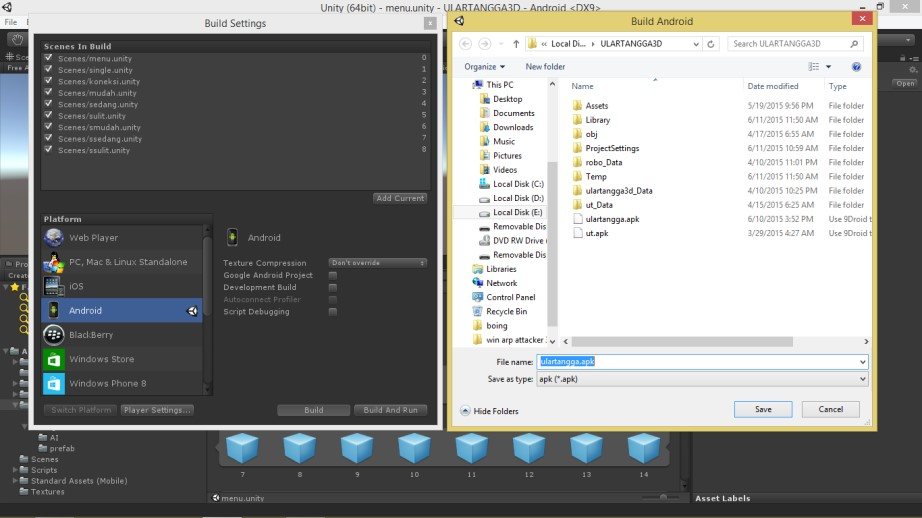 Unity (64bit) - menu.unity - ULARTANGGA3D - Android <DX9>
File
Build Settings
Scenes In Build
Scenes/menu.unity 0
Scenes/single.unity 1
Scenes/koneksi.unity 2
Scenes/mudah.unity 3
Scenes/sedang.unity 4
Scenes/sulit.unity 5
Scenes/smudah.unity 6
Scenes/ssedang.unity 7
Scenes/ssulit.unity 8
Add Current
Platform
Web Player
PC, Mac & Linux Standalone
iOS
Android
BlackBerry
Windows Store
Windows Phone 8
Android
Texture Compression Don't override
Google Android Project
Development Build
Autoconnect Profiler
Script Debugging
Switch Platform Player Settings... Build Build And Run
Build Android
« Local Di... ULARTANGGA3D
Search ULARTANGGA3D
Organize New folder
This PC
Desktop
Documents
Downloads
Music
Pictures
Videos
Local Disk (C:)
Local Disk (D:)
Local Disk (E:)
Removable Dis
DVD RW Drive (
Removable Dis
Libraries
Network
Control Panel
Recycle Bin
boing
win arp attacker
Name Date modified Type
Assets 5/19/2015 9:56 PM File folder
Library 6/11/2015 11:50 AM File folder
obj 4/17/2015 6:55 AM File folder
ProjectSettings 6/11/2015 10:59 AM File folder
robo_Data 4/10/2015 11:01 PM File folder
Temp 6/11/2015 11:50 AM File folder
ulartangga3d_Data 4/10/2015 10:25 PM File folder
ut_Data 4/15/2015 6:25 AM File folder
ulartangga.apk 6/10/2015 3:52 PM Use 9Droid t
ut.apk 3/29/2015 4:27 AM Use 9Droid t
File name: ulartangga.apk
Save as type: apk (*.apk)
Hide Folders Save Cancel
Open
AI
prefab
Scenes
Scripts
Standard Assets (Mobile)
Textures
7 8 9 10 11 12 13 14
menu.unity
Asset Labels